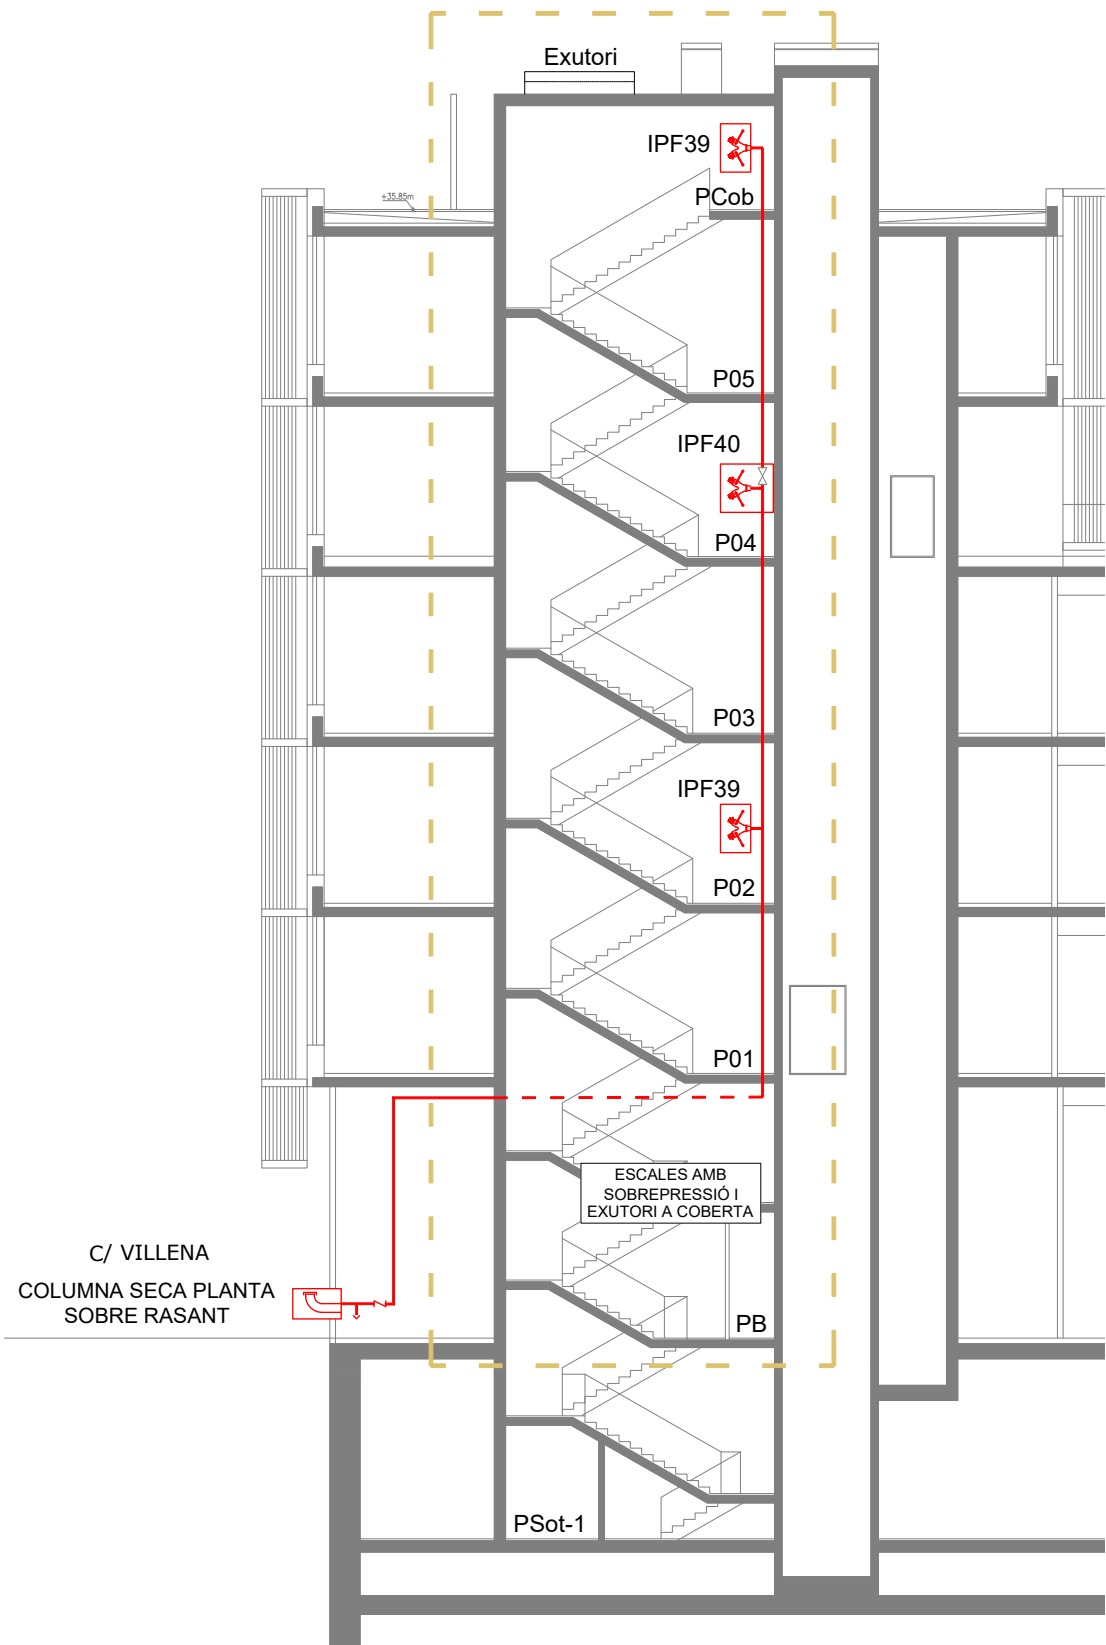 Exutori
IPF39
PCob
+35.85m
P05
IPF40
P04
P03
IPF39
P02
P01
ESCALES AMB
SOBREPRESSIÓ I
EXUTORI A COBERTA
C/ VILLENA
COLUMNA SECA PLANTA
SOBRE RASANT
PB
PSot-1